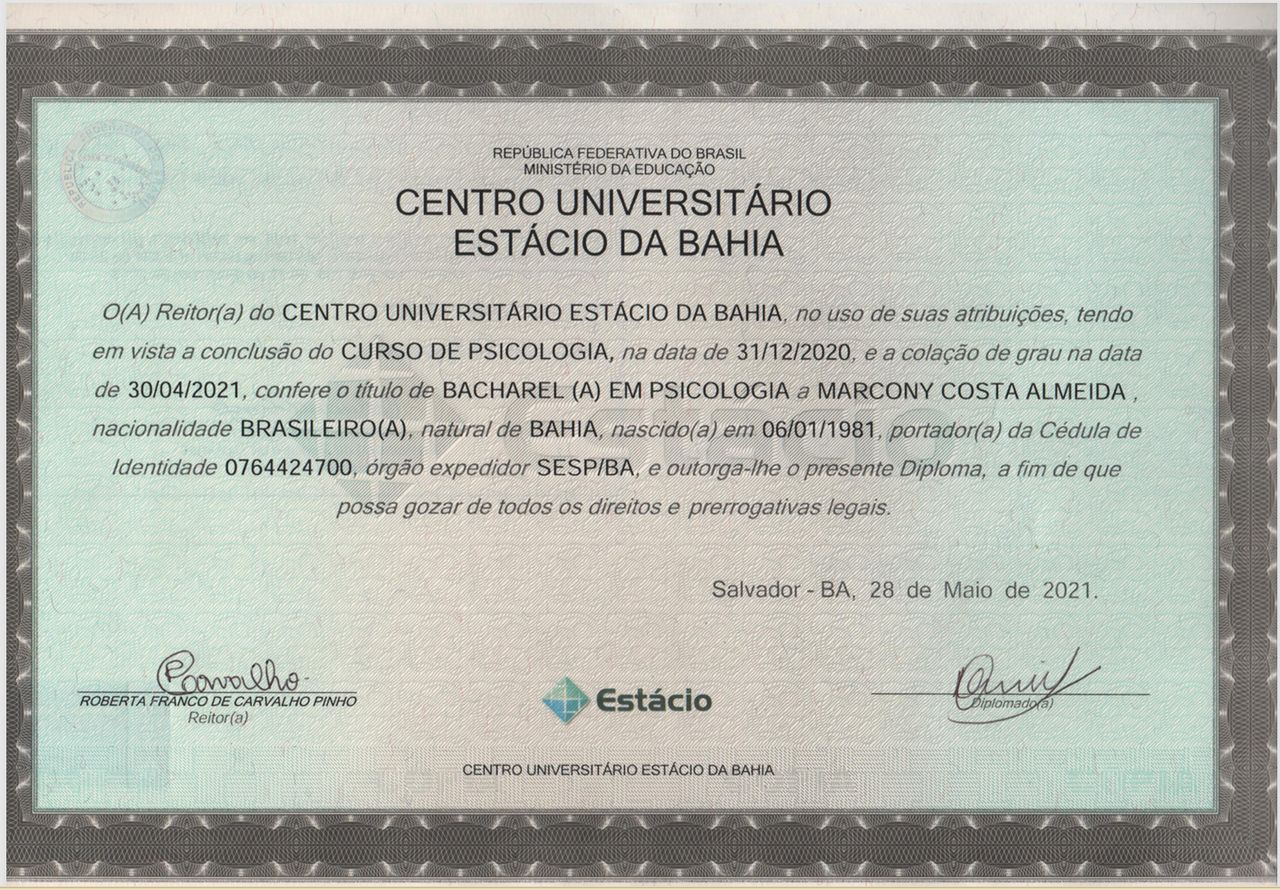 REPÚBLICA FEDERATIVA DO BRASIL
MINISTÉRIO DA EDUCAÇÃO
CENTRO UNIVERSITÁRIO
ESTÁCIO DA BAHIA
O(A) Reitor(a) do CENTRO UNIVERSITÁRIO ESTÁCIO DA BAHIA, no uso de suas atribuições, tendo
em vista a conclusão do CURSO DE PSICOLOGIA, na data de 31/12/2020, e a colação de grau na data
de 30/04/2021, confere o título de BACHAREL (A) EM PSICOLOGIA a MARCONY COSTA ALMEIDA ,
nacionalidade BRASILEIRO(A), natural de BAHIA, nascido(a) em 06/01/1981, portador(a) da Cédula de
Identidade 0764424700, órgão expedidor SESP/BA, e outorga-lhe o presente Diploma, a fim de que
possa gozar de todos os direitos e prerrogativas legais.
Salvador - BA, 28 de Maio de 2021.
Carvalho
ROBERTA FRANCO DE CARVALHO PINHO
Reitor(a)
Estácio
Diplomado(a)
CENTRO UNIVERSITÁRIO ESTÁCIO DA BAHIA